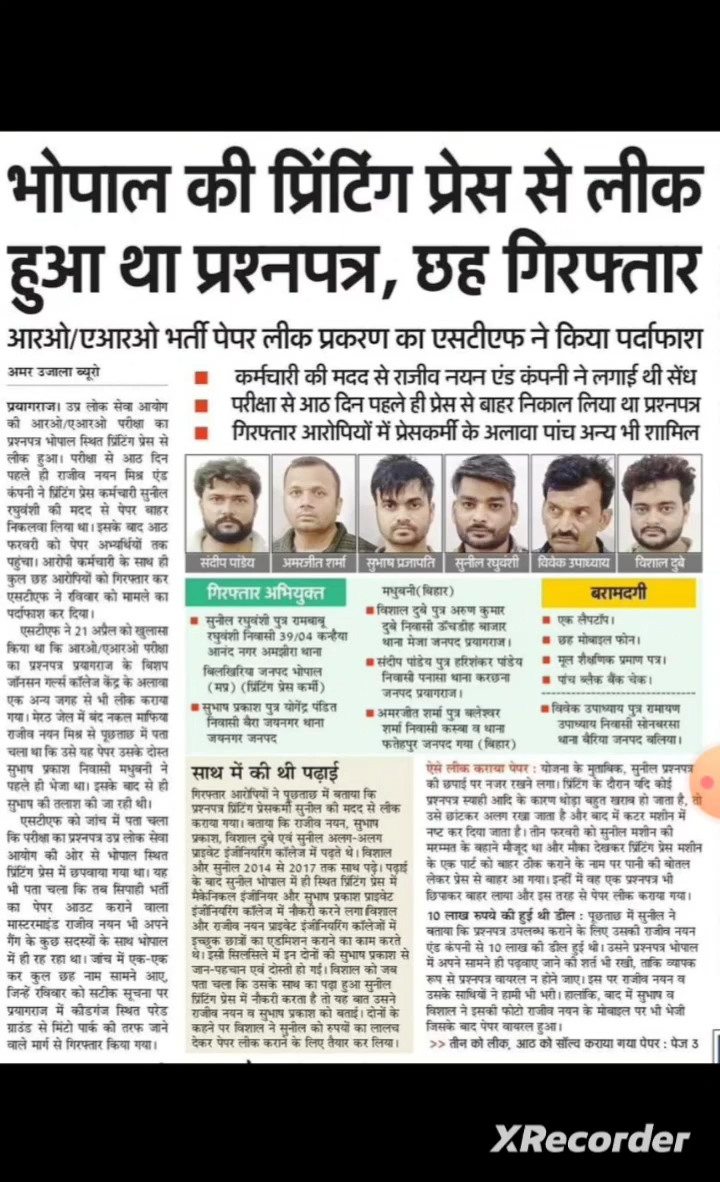 भोपाल की प्रिंटिंग प्रेस से लीक
हुआ था प्रश्नपत्र, छह गिरफ्तार
आरओ/एआरओ भर्ती पेपर लीक प्रकरण का एसटीएफ ने किया पर्दाफाश
अमर उजाला ब्यूरो
प्रयागराज। उप्र लोक सेवा आयोग
की आरओ/एआरओ परीक्षा का
प्रश्नपत्र भोपाल स्थित प्रिंटिंग प्रेस से
लीक हुआ। परीक्षा से आठ दिन
पहले ही राजीव नयन मिश्र एंड
कंपनी ने प्रिंटिंग प्रेस कर्मचारी सुनील
रघुवंशी की मदद से पेपर बाहर
निकलवा लिया था। इसके बाद आठ
फरवरी को पेपर अभ्यर्थियों तक
पहुंचा। आरोपी कर्मचारी के साथ ही
कुल छह आरोपियों को गिरफ्तार कर
एसटीएफ ने रविवार को मामले का
पर्दाफाश कर दिया।
एसटीएफ ने 21 अप्रैल को खुलासा
किया था कि आरओ/एआरओ परीक्षा
का प्रश्नपत्र प्रयागराज के बिशप
जॉनसन गर्ल्स कॉलेज केंद्र के अलावा
एक अन्य जगह से भी लीक कराया
गया। मेरठ जेल में बंद नकल माफिया
राजीव नयन मिश्र से पूछताछ में पता
चला था कि उसे यह पेपर उसके दोस्त
सुभाष प्रकाश निवासी मधुबनी ने
पहले ही भेजा था। इसके बाद से ही
सुभाष की तलाश की जा रही थी।
एसटीएफ को जांच में पता चला
कि परीक्षा का प्रश्नपत्र उप्र लोक सेवा
आयोग की ओर से भोपाल स्थित
प्रिंटिंग प्रेस में छपवाया गया था। यह
भी पता चला कि तब सिपाही भर्ती
का पेपर आउट कराने वाला
मास्टरमाइंड राजीव नयन भी अपने
गैंग के कुछ सदस्यों के साथ भोपाल
में ही रह रहा था। जांच में एक-एक
कर कुल छह नाम सामने आए,
जिन्हें रविवार को सटीक सूचना पर
प्रयागराज में कीडगंज स्थित परेड
ग्राउंड से मिंटो पार्क की तरफ जाने
वाले मार्ग से गिरफ्तार किया गया।
■ कर्मचारी की मदद से राजीव नयन एंड कंपनी ने लगाई थी सेंध
■ परीक्षा से आठ दिन पहले ही प्रेस से बाहर निकाल लिया था प्रश्नपत्र
■ गिरफ्तार आरोपियों में प्रेसकर्मी के अलावा पांच अन्य भी शामिल
संदीप पांडेय अमरजीत शर्मा सुभाष प्रजापति सुनील रघुवंशी विवेक उपाध्याय विशाल दुबे
गिरफ्तार अभियुक्त
■ सुनील रघुवंशी पुत्र रामबाबू
रघुवंशी निवासी 39/04 कन्हैया
आनंद नगर अमझीरा थाना
बिलखिरिया जनपद भोपाल
(मप्र) (प्रिंटिंग प्रेस कर्मी)
■ सुभाष प्रकाश पुत्र योगेंद्र पंडित
निवासी बैरा जयनगर थाना
जयनगर जनपद
मधुबनी(बिहार)
■ विशाल दुबे पुत्र अरुण कुमार
दुबे निवासी ऊंचडीह बाजार
थाना मेजा जनपद प्रयागराज।
■ संदीप पांडेय पुत्र हरिशंकर पांडेय
निवासी पनासा थाना करछना
जनपद प्रयागराज।
■ अमरजीत शर्मा पुत्र बलेश्वर
शर्मा निवासी कस्बा व थाना
फतेहपुर जनपद गया (बिहार)
बरामदगी
■ एक लैपटॉप।
■ छह मोबाइल फोन।
■ मूल शैक्षणिक प्रमाण पत्र।
■ पांच ब्लैंक बैंक चेक।
■ विवेक उपाध्याय पुत्र रामायण
उपाध्याय निवासी सोनबरसा
थाना बैरिया जनपद बलिया।
साथ में की थी पढ़ाई
गिरफ्तार आरोपियों ने पूछताछ में बताया कि
प्रश्नपत्र प्रिंटिंग प्रेसकर्मी सुनील की मदद से लीक
कराया गया। बताया कि राजीव नयन, सुभाष
प्रकाश, विशाल दुबे एवं सुनील अलग-अलग
प्राइवेट इंजीनियरिंग कॉलेज में पढ़ते थे। विशाल
और सुनील 2014 से 2017 तक साथ पढ़े। पढ़ाई
के बाद सुनील भोपाल में ही स्थित प्रिंटिंग प्रेस में
मैकेनिकल इंजीनियर और सुभाष प्रकाश प्राइवेट
इंजीनियरिंग कॉलेज में नौकरी करने लगा। विशाल
और राजीव नयन प्राइवेट इंजीनियरिंग कॉलेजों में
इच्छुक छात्रों का एडमिशन कराने का काम करते
थे। इसी सिलसिले में इन दोनों की सुभाष प्रकाश से
जान-पहचान एवं दोस्ती हो गई। विशाल को जब
पता चला कि उसके साथ का पढ़ा हुआ सुनील
प्रिंटिंग प्रेस में नौकरी करता है तो यह बात उसने
राजीव नयन व सुभाष प्रकाश को बताई। दोनों के
कहने पर विशाल ने सुनील को रुपयों का लालच
देकर पेपर लीक कराने के लिए तैयार कर लिया।
ऐसे लीक कराया पेपर : योजना के मुताबिक, सुनील प्रश्नपत्र
की छपाई पर नजर रखने लगा। प्रिंटिंग के दौरान यदि कोई
प्रश्नपत्र स्याही आदि के कारण थोड़ा बहुत खराब हो जाता है, तो
उसे छांटकर अलग रखा जाता है और बाद में कटर मशीन में
नष्ट कर दिया जाता है। तीन फरवरी को सुनील मशीन की
मरम्मत के बहाने मौजूद था और मौका देखकर प्रिंटिंग प्रेस मशीन
के एक पार्ट को बाहर ठीक कराने के नाम पर पानी की बोतल
लेकर प्रेस से बाहर आ गया। इन्हीं में वह एक प्रश्नपत्र भी
छिपाकर बाहर लाया और इस तरह से पेपर लीक कराया गया।
10 लाख रुपये की हुई थी डील : पूछताछ में सुनील ने
बताया कि प्रश्नपत्र उपलब्ध कराने के लिए उसकी राजीव नयन
एंड कंपनी से 10 लाख की डील हुई थी। उसने प्रश्नपत्र भोपाल
में अपने सामने ही पढ़वाए जाने की शर्त भी रखी, ताकि व्यापक
रूप से प्रश्नपत्र वायरल न होने जाए। इस पर राजीव नयन व
उसके साथियों ने हामी भी भरी। हालांकि, बाद में सुभाष व
विशाल ने इसकी फोटो राजीव नयन के मोबाइल पर भी भेजी
जिसके बाद पेपर वायरल हुआ।
>> तीन को लीक, आठ को सॉल्व कराया गया पेपर : पेज 3
XRecorder